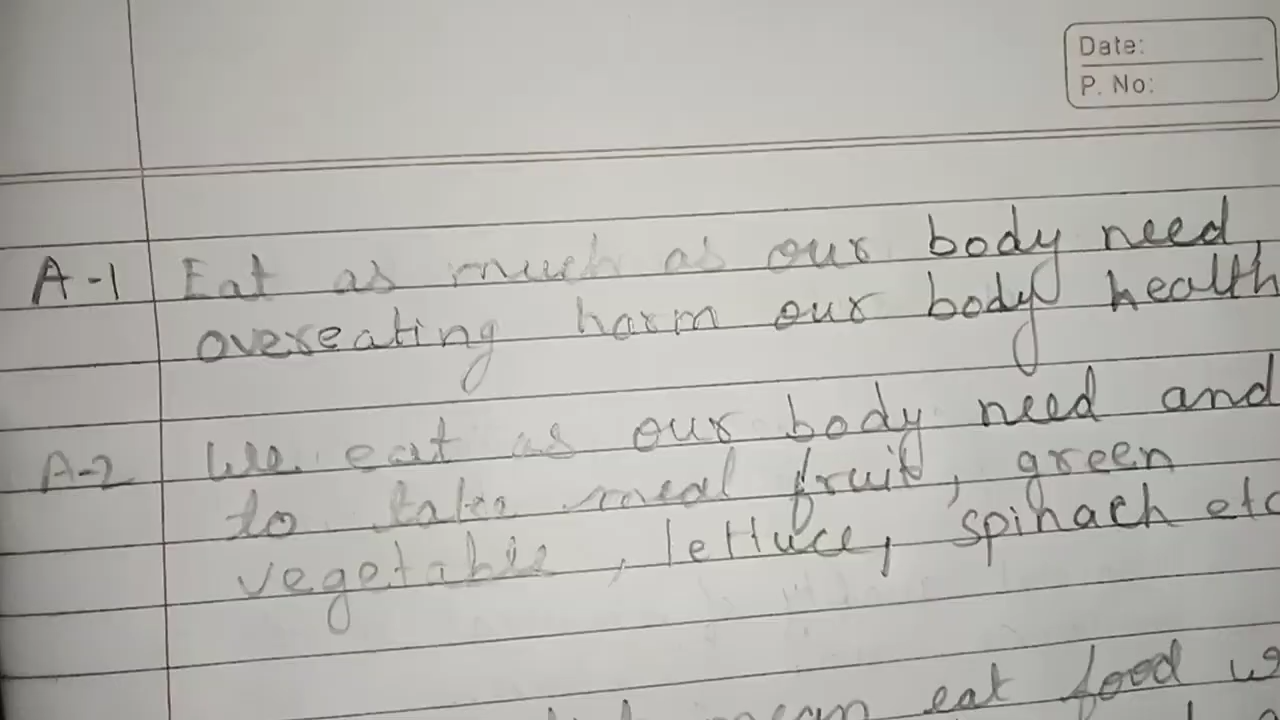 Date:
P. No:
A-1 Eat as much as our body need,
overeating harm our body health
A-2 We eat as our body need and
to take meal fruit, green
vegetable, lettuce, spinach etc
mean eat food